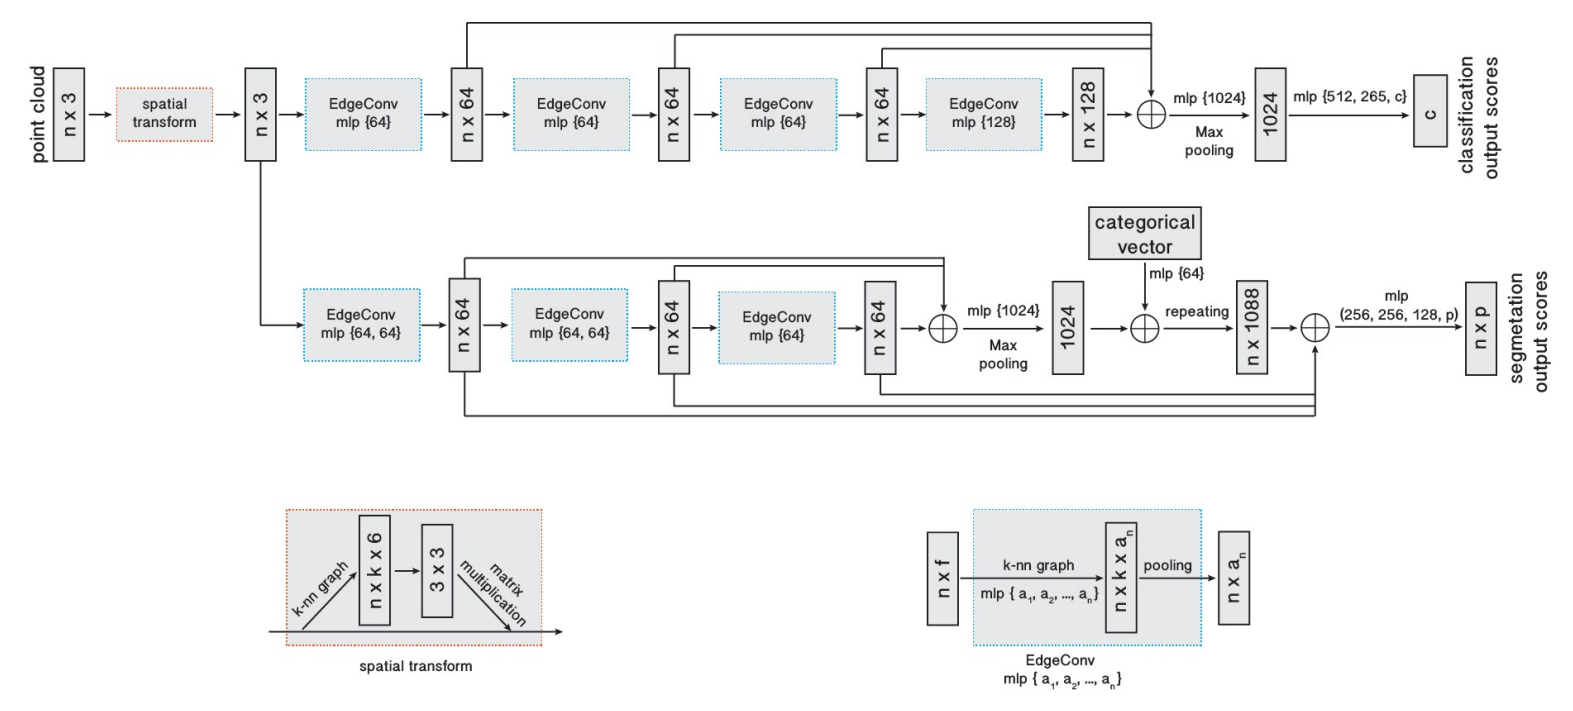 point cloud
n x 3
spatial
transform
n x 3
EdgeConv
mlp {64}
n x 64
EdgeConv
mlp {64}
n x 64
EdgeConv
mlp {64}
n x 64
EdgeConv
mlp {128}
n x 128
mlp {1024}
Max
pooling
1024
mlp {512, 265, c}
c
classification
output scores
categorical
vector
mlp {64}
EdgeConv
mlp {64, 64}
n x 64
EdgeConv
mlp {64, 64}
n x 64
EdgeConv
mlp {64}
n x 64
mlp {1024}
Max
pooling
1024
repeating
n x 1088
mlp
(256, 256, 128, p)
n x p
segmetation
output scores
k-nn graph
n x k x 6
3 x 3
matrix
multiplication
spatial transform
n x f
k-nn graph
mlp { a₁, a₂, ..., aₙ}
n x k x aₙ
pooling
n x aₙ
EdgeConv
mlp { a₁, a₂, ..., aₙ}